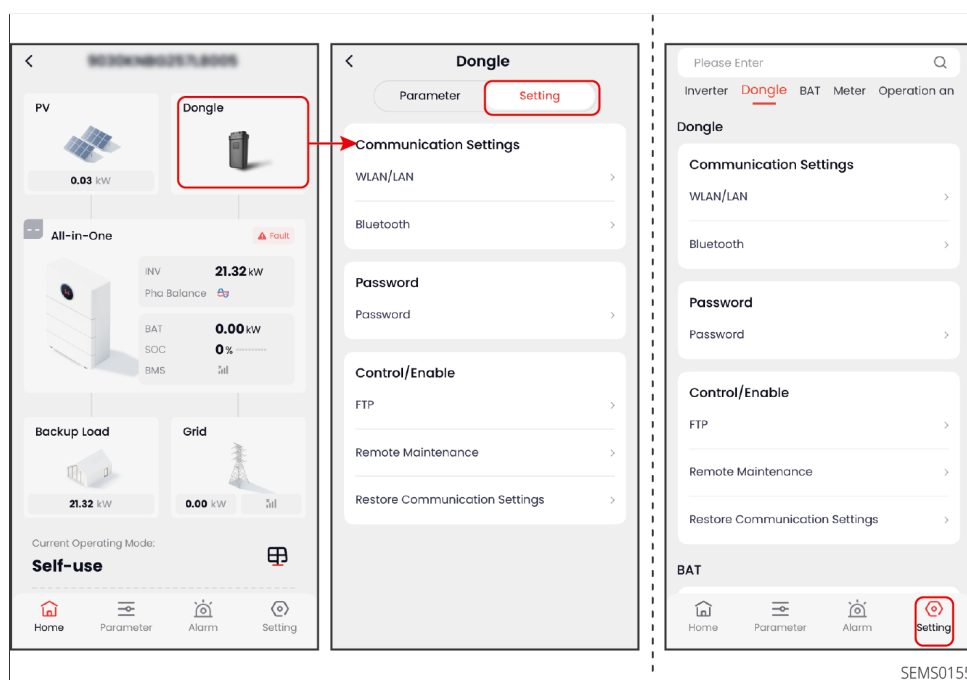 PV
Dongle
0.03 kW
All-in-One
Fault
INV 21.32 kW
Pha Balance
BAT 0.00 kW
SOC 0 %
BMS
Backup Load
Grid
21.32 kW
0.00 kW
Current Operating Mode:
Self-use
Home Parameter Alarm Setting
Dongle
Parameter Setting
Communication Settings
WLAN/LAN
Bluetooth
Password
Password
Control/Enable
FTP
Remote Maintenance
Restore Communication Settings
Please Enter
Inverter Dongle BAT Meter Operation an
Dongle
Communication Settings
WLAN/LAN
Bluetooth
Password
Password
Control/Enable
FTP
Remote Maintenance
Restore Communication Settings
BAT
Home Parameter Alarm Setting
SEMS0155